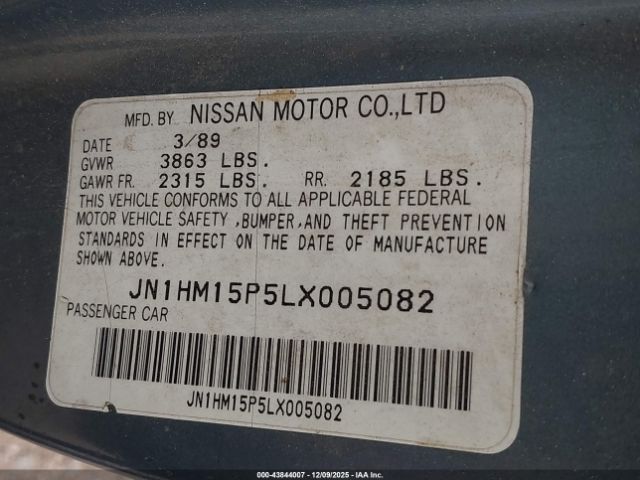 MFD. BY NISSAN MOTOR CO.,LTD
DATE 3/89
GVWR 3863 LBS.
GAWR FR. 2315 LBS. RR. 2185 LBS.
THIS VEHICLE CONFORMS TO ALL APPLICABLE FEDERAL
MOTOR VEHICLE SAFETY ,BUMPER,AND THEFT PREVENTION
STANDARDS IN EFFECT ON THE DATE OF MANUFACTURE
SHOWN ABOVE.
JN1HM15P5LX005082
PASSENGER CAR
JN1HM15P5LX005082
000-43844007 - 12/09/2025 - IAA Inc.